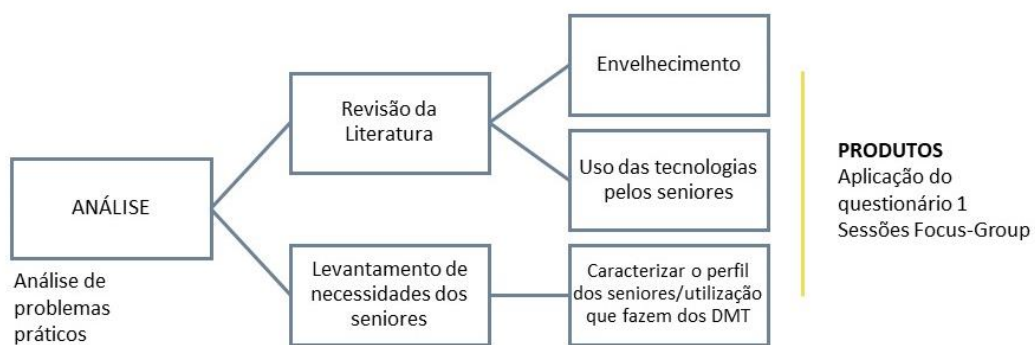 ANÁLISE
Análise de
problemas
práticos
Revisão da
Literatura
Levantamento de
necessidades dos
seniores
Envelhecimento
Uso das tecnologias
pelos seniores
Caracterizar o perfil
dos seniores/utilização
que fazem dos DMT
PRODUTOS
Aplicação do
questionário 1
Sessões Focus-Group